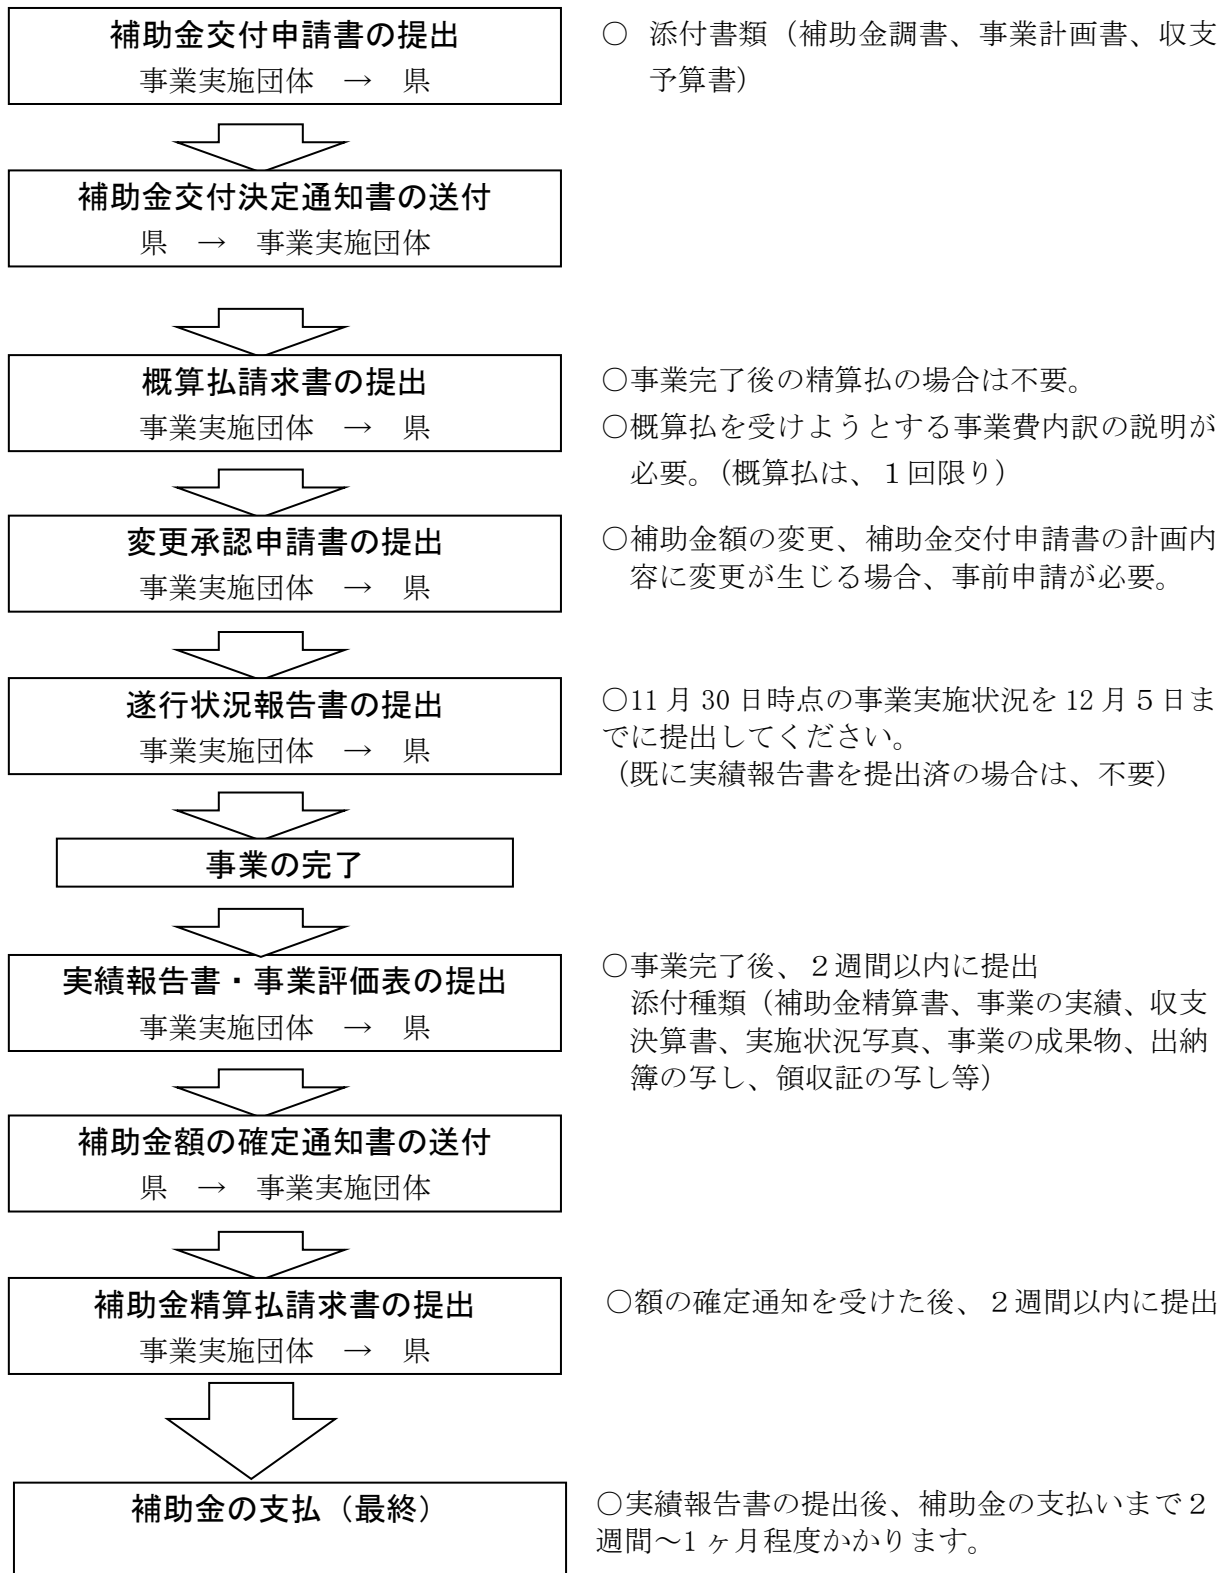 補助金交付申請書の提出
事業実施団体　→　県
○　添付書類（補助金調書、事業計画書、収支
予算書）
補助金交付決定通知書の送付
県　→　事業実施団体
概算払請求書の提出
事業実施団体　→　県
○事業完了後の精算払の場合は不要。
○概算払を受けようとする事業費内訳の説明が
必要。（概算払は、１回限り）
変更承認申請書の提出
事業実施団体　→　県
○補助金額の変更、補助金交付申請書の計画内
容に変更が生じる場合、事前申請が必要。
遂行状況報告書の提出
事業実施団体　→　県
○11 月 30 日時点の事業実施状況を 12 月５日ま
でに提出してください。
（既に実績報告書を提出済の場合は、不要）
事業の完了
実績報告書・事業評価表の提出
事業実施団体　→　県
○事業完了後、２週間以内に提出
添付種類（補助金精算書、事業の実績、収支
決算書、実施状況写真、事業の成果物、出納
簿の写し、領収証の写し等）
補助金額の確定通知書の送付
県　→　事業実施団体
補助金精算払請求書の提出
事業実施団体　→　県
○額の確定通知を受けた後、２週間以内に提出
補助金の支払（最終）
○実績報告書の提出後、補助金の支払いまで２
週間～1 ヶ月程度かかります。